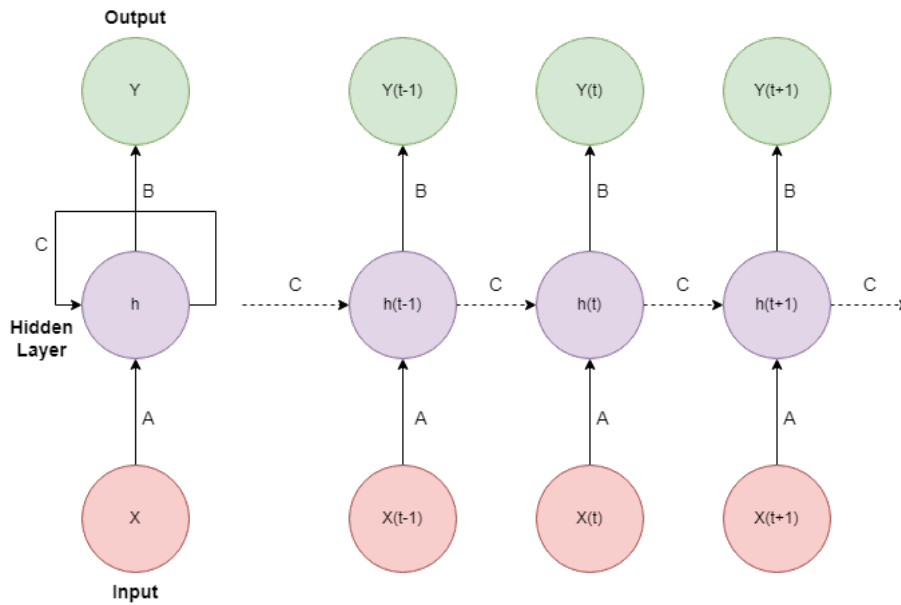 Output
Y
Y(t-1)
Y(t)
Y(t+1)
B
B
B
B
C
h
C
h(t-1)
C
h(t)
C
h(t+1)
C
Hidden
Layer
A
A
A
A
X
X(t-1)
X(t)
X(t+1)
Input